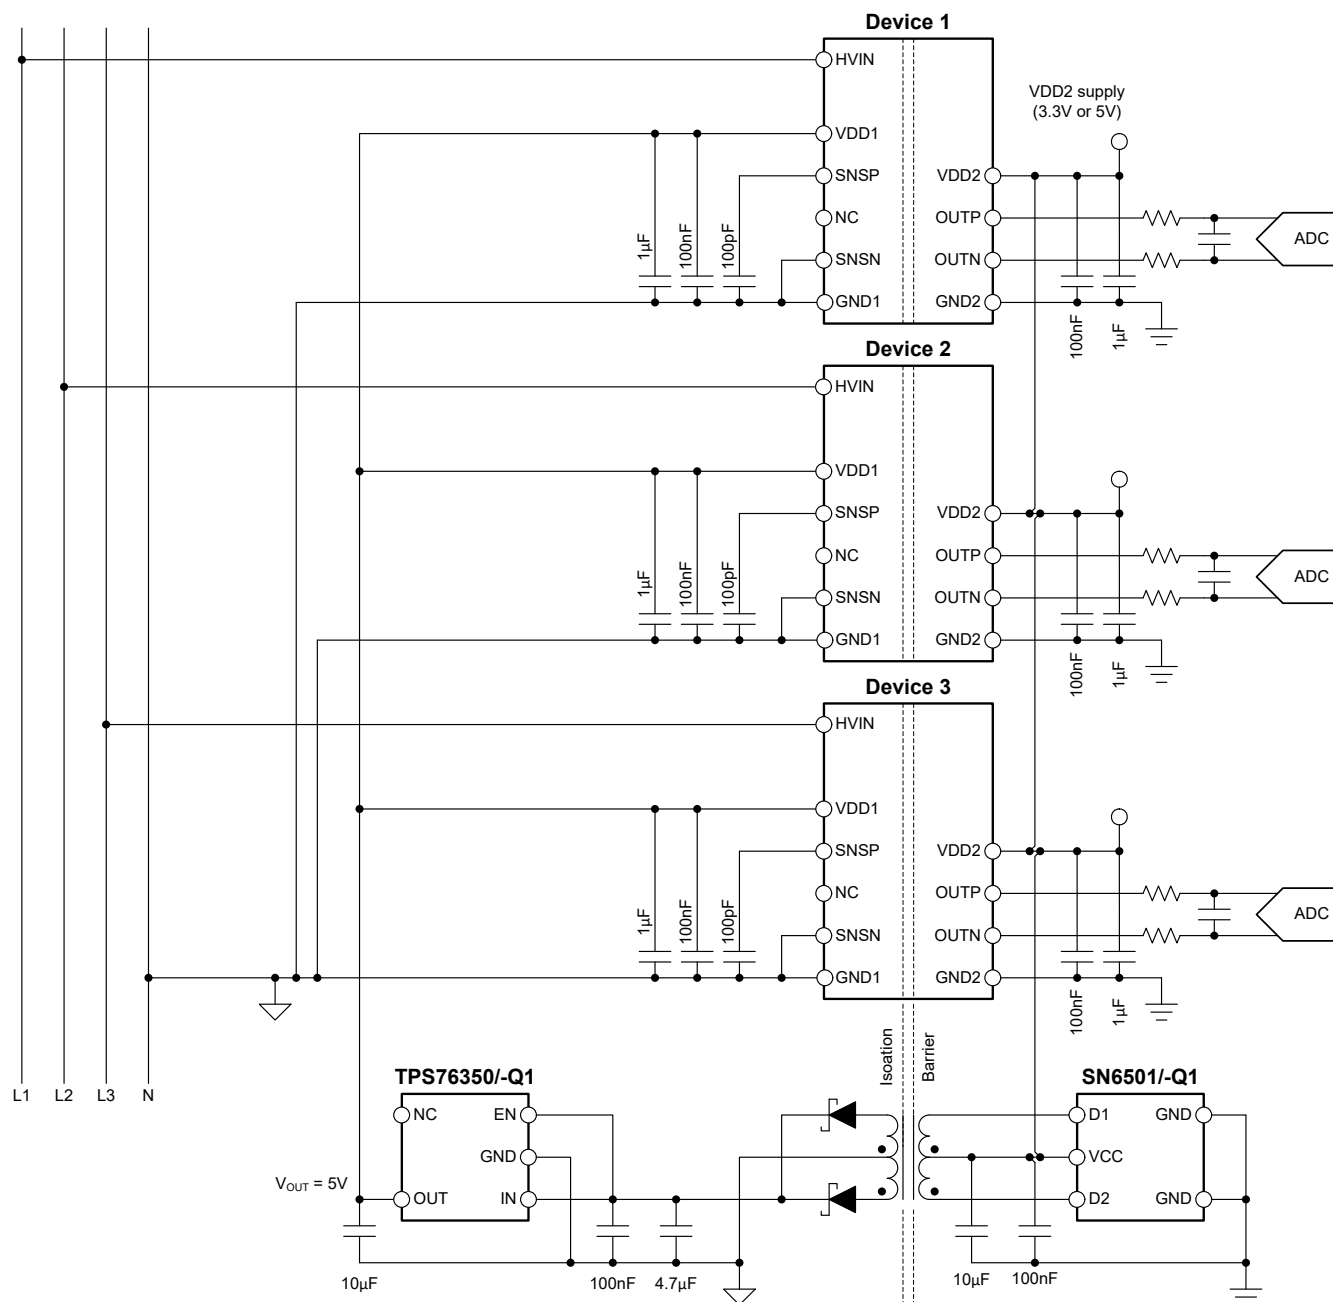 Device 1
HVIN
VDD2 supply
(3.3V or 5V)
VDD1
SNSP
VDD2
NC
OUTP
ADC
1µF
100nF
100pF
SNSN
OUTN
GND1
GND2
100nF
1µF
Device 2
HVIN
VDD1
SNSP
VDD2
NC
OUTP
ADC
1µF
100nF
100pF
SNSN
OUTN
GND1
GND2
100nF
1µF
Device 3
HVIN
VDD1
SNSP
VDD2
NC
OUTP
ADC
1µF
100nF
100pF
SNSN
OUTN
GND1
GND2
100nF
1µF
Isoation
Barrier
L1
L2
L3
N
TPS76350/-Q1
SN6501/-Q1
NC
EN
D1
GND
GND
VCC
VOUT = 5V
OUT
IN
D2
GND
10µF
100nF
4.7µF
10µF
100nF